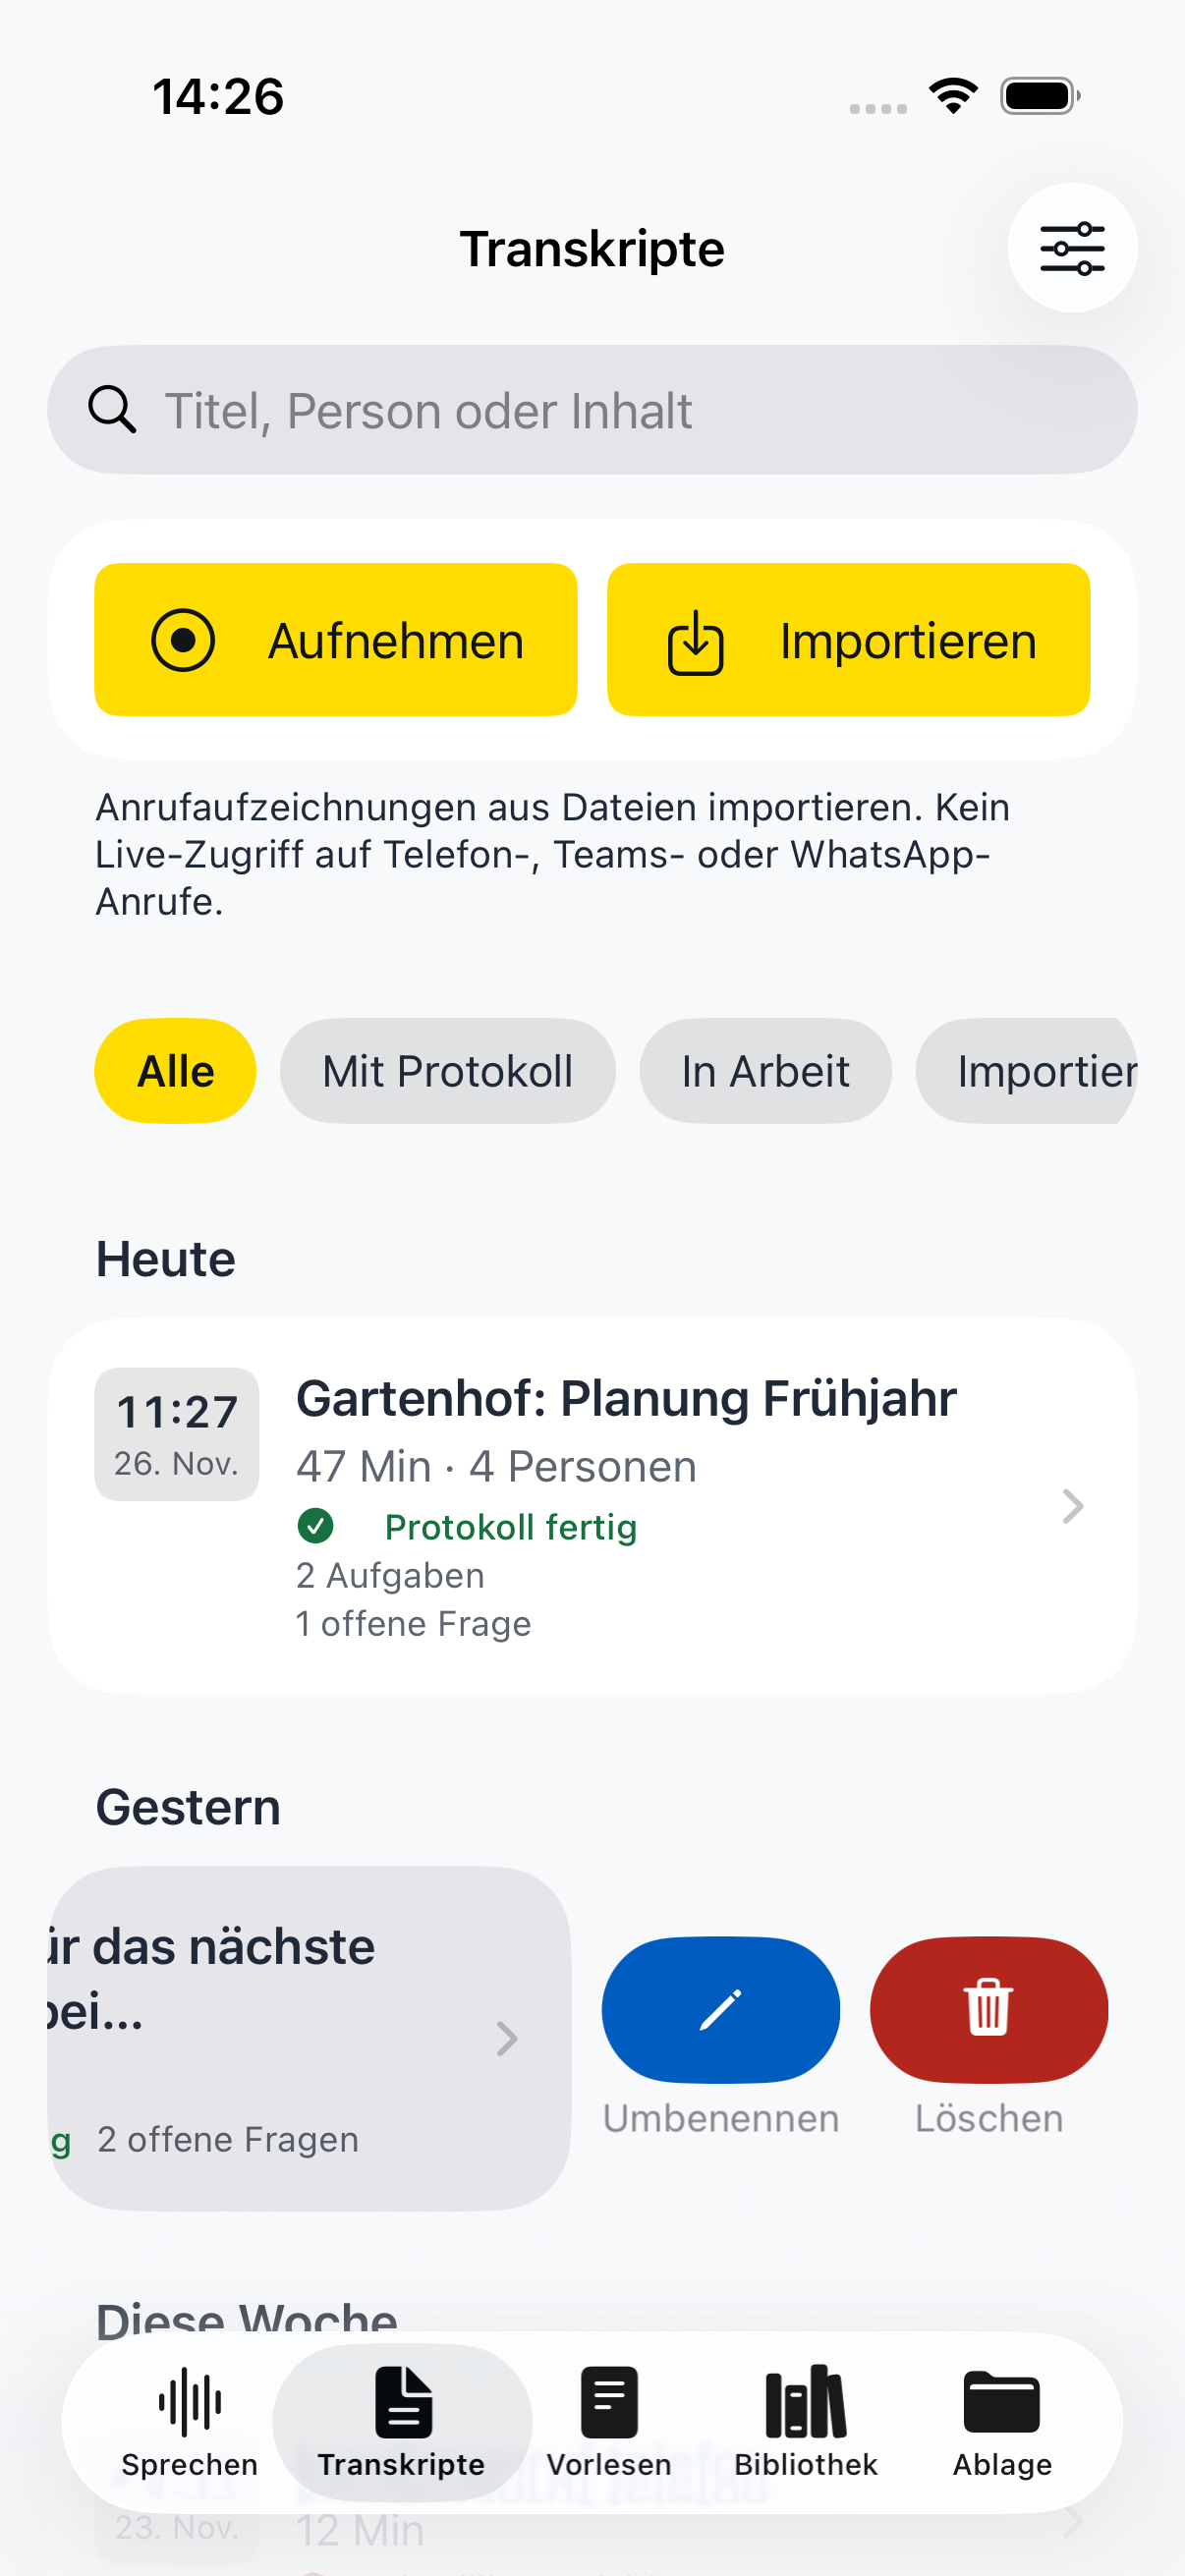 14:26
Transkripte
Titel, Person oder Inhalt
Aufnehmen
Importieren
Anrufaufzeichnungen aus Dateien importieren. Kein
Live-Zugriff auf Telefon-, Teams- oder WhatsApp-
Anrufe.
Alle
Mit Protokoll
In Arbeit
Importier
Heute
11:27
26. Nov.
Gartenhof: Planung Frühjahr
47 Min · 4 Personen
Protokoll fertig
2 Aufgaben
1 offene Frage
Gestern
ür das nächste
bei...
g 2 offene Fragen
Umbenennen
Löschen
Diese Woche
Sprechen
Transkripte
Vorlesen
Bibliothek
Ablage
23. Nov.
12 Min